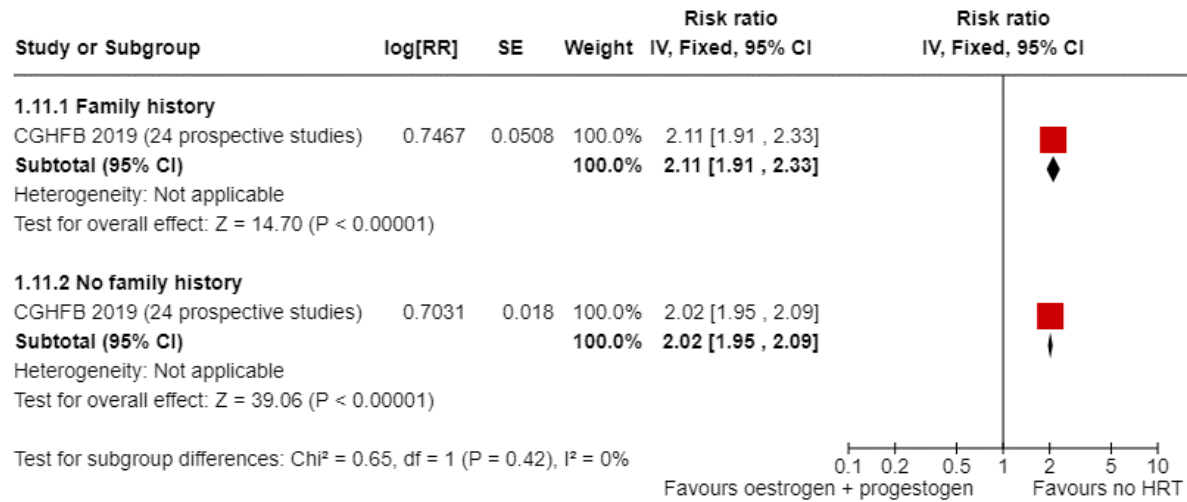 Risk ratio Risk ratio
Study or Subgroup log[RR] SE Weight IV, Fixed, 95% CI IV, Fixed, 95% CI
1.11.1 Family history
CGHFB 2019 (24 prospective studies) 0.7467 0.0508 100.0% 2.11 [1.91 , 2.33]
Subtotal (95% CI) 100.0% 2.11 [1.91 , 2.33]
Heterogeneity: Not applicable
Test for overall effect: Z = 14.70 (P < 0.00001)
1.11.2 No family history
CGHFB 2019 (24 prospective studies) 0.7031 0.018 100.0% 2.02 [1.95 , 2.09]
Subtotal (95% CI) 100.0% 2.02 [1.95 , 2.09]
Heterogeneity: Not applicable
Test for overall effect: Z = 39.06 (P < 0.00001)
Test for subgroup differences: Chi² = 0.65, df = 1 (P = 0.42), I² = 0%
0.1 0.2 0.5 1 2 5 10
Favours oestrogen + progestogen Favours no HRT